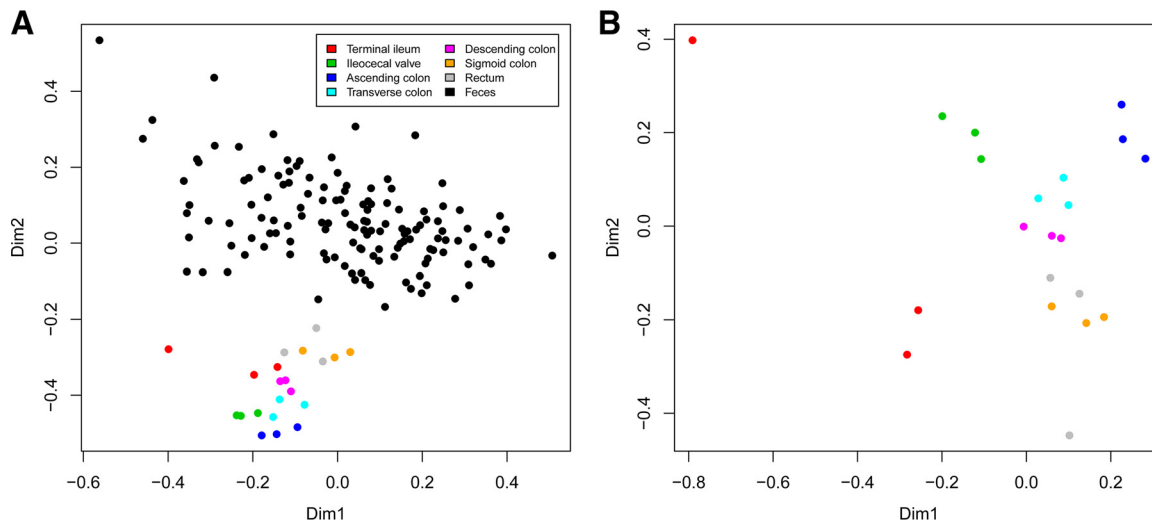 A
B
Terminal ileum
Ileocecal valve
Ascending colon
Transverse colon
Descending colon
Sigmoid colon
Rectum
Feces
Dim2
0.4
0.2
0.0
−0.2
−0.4
−0.6
−0.4
−0.2
0.0
0.2
0.4
Dim1
Dim2
0.4
0.2
0.0
−0.2
−0.4
−0.8
−0.6
−0.4
−0.2
0.0
0.2
Dim1